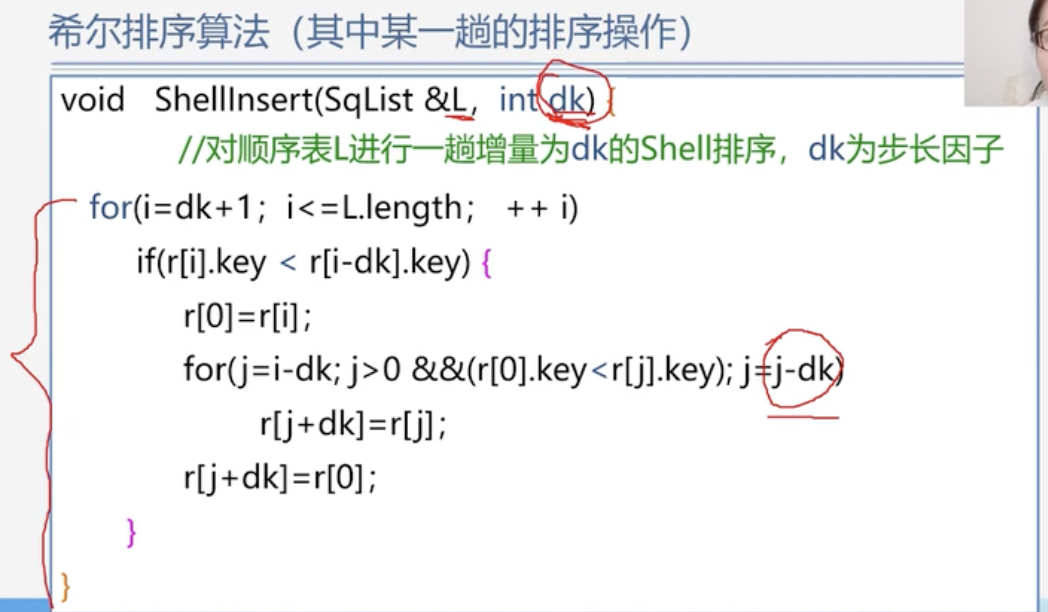 希尔排序算法（其中某一趟的排序操作）
void ShellInsert(SqList &L, int dk) {
//对顺序表L进行一趟增量为dk的Shell排序，dk为步长因子
for(i=dk+1; i<=L.length; ++ i)
if(r[i].key < r[i-dk].key) {
r[0]=r[i];
for(j=i-dk; j>0 &&(r[0].key<r[j].key); j=j-dk)
r[j+dk]=r[j];
r[j+dk]=r[0];
}
}